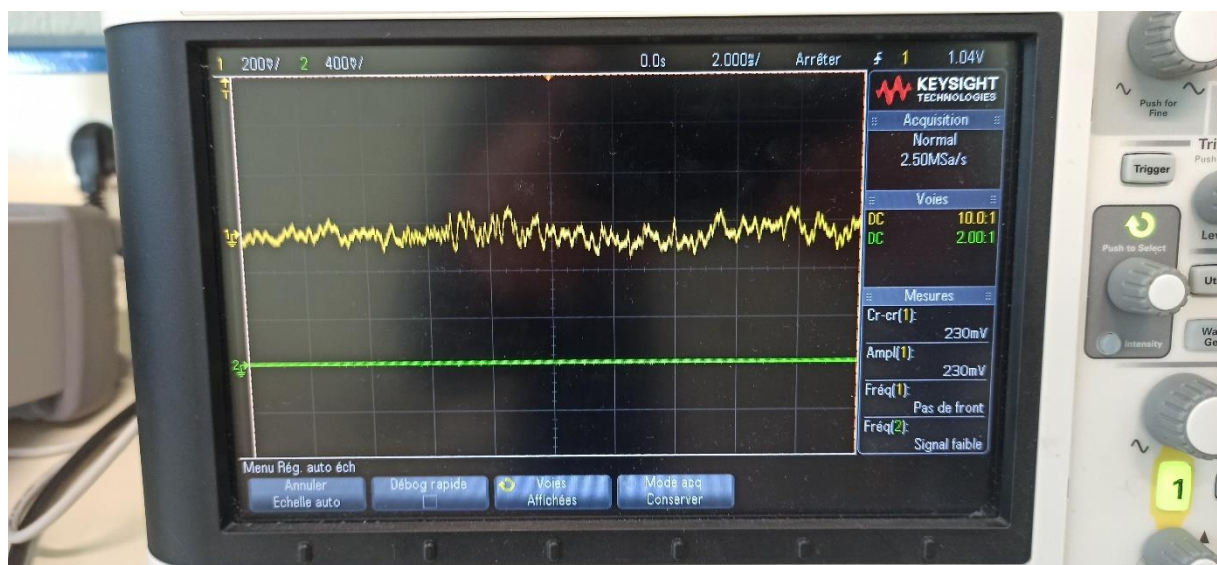 1 200㎷/ 2 400㎷/ 0.0s 2.000㎳/ Arrêter 1 1.04V
KEYSIGHT
TECHNOLOGIES
Acquisition
Normal
2.50MSa/s
Voies
DC 10.0:1
DC 2.00:1
Mesures
Cr-cr(1):
230mV
Ampl(1):
230mV
Fréq(1):
Pas de front
Fréq(2):
Signal faible
T
1
2
Menu Rég. auto éch
Annuler
Echelle auto
Débog rapide
Voies
Affichées
Mode acq
Conserver
Push for
Fine
Trigger
Push to Select
Intensity
1